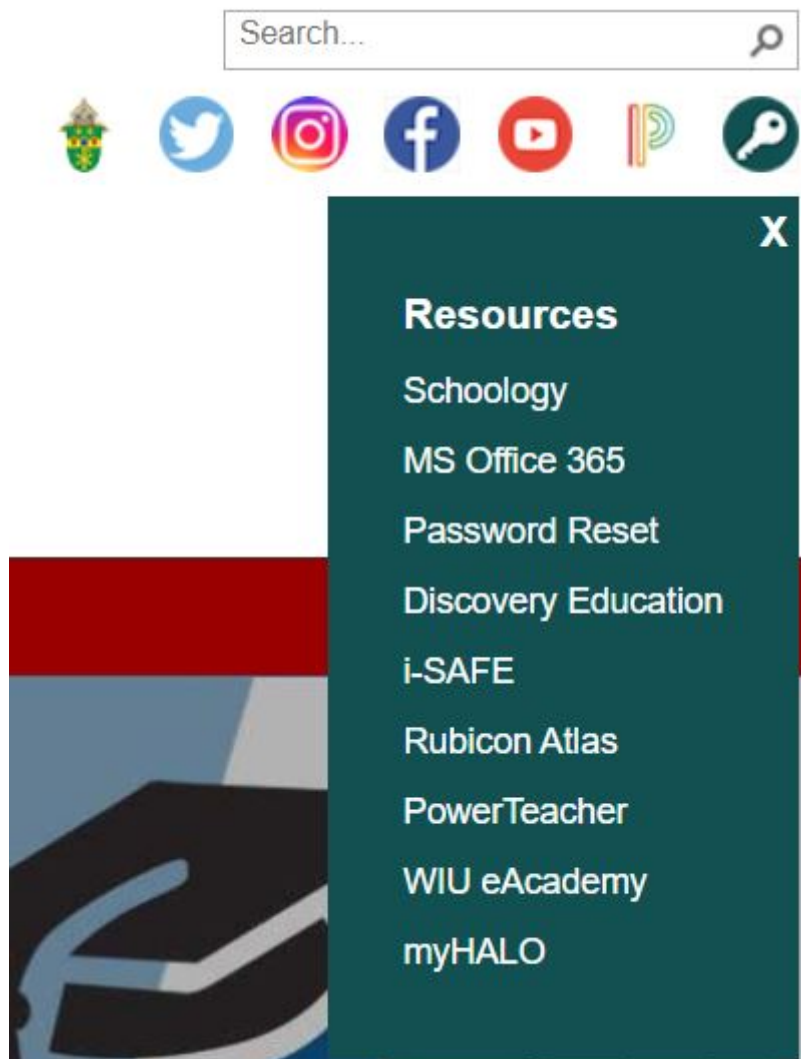 Search...
X
Resources
Schoology
MS Office 365
Password Reset
Discovery Education
i-SAFE
Rubicon Atlas
PowerTeacher
WIU eAcademy
myHALO